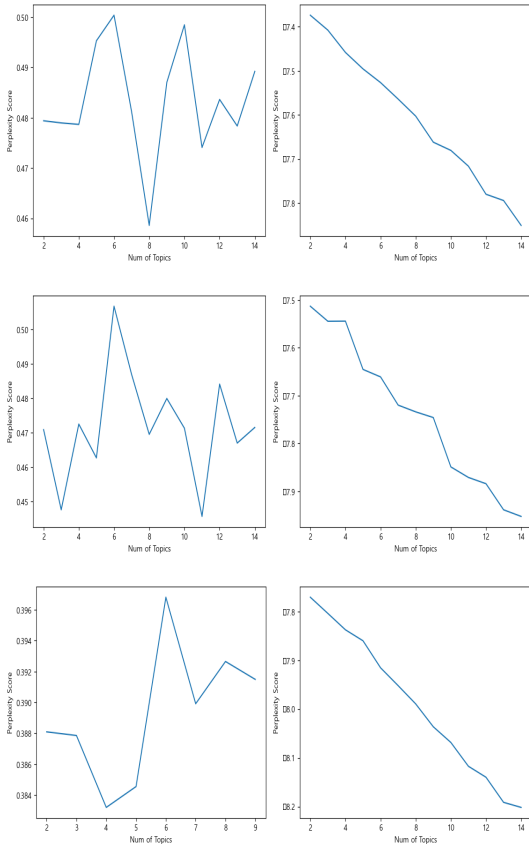 0.50
0.49
0.48
0.47
0.46
Perplexity Score
2 4 6 8 10 12 14
Num of Topics
▯7.4
▯7.5
▯7.6
▯7.7
▯7.8
Perplexity Score
2 4 6 8 10 12 14
Num of Topics
0.50
0.49
0.48
0.47
0.46
0.45
Perplexity Score
2 4 6 8 10 12 14
Num of Topics
▯7.5
▯7.6
▯7.7
▯7.8
▯7.9
Perplexity Score
2 4 6 8 10 12 14
Num of Topics
0.396
0.394
0.392
0.390
0.388
0.386
0.384
Perplexity Score
2 3 4 5 6 7 8 9
Num of Topics
▯7.8
▯7.9
▯8.0
▯8.1
▯8.2
Perplexity Score
2 4 6 8 10 12 14
Num of Topics